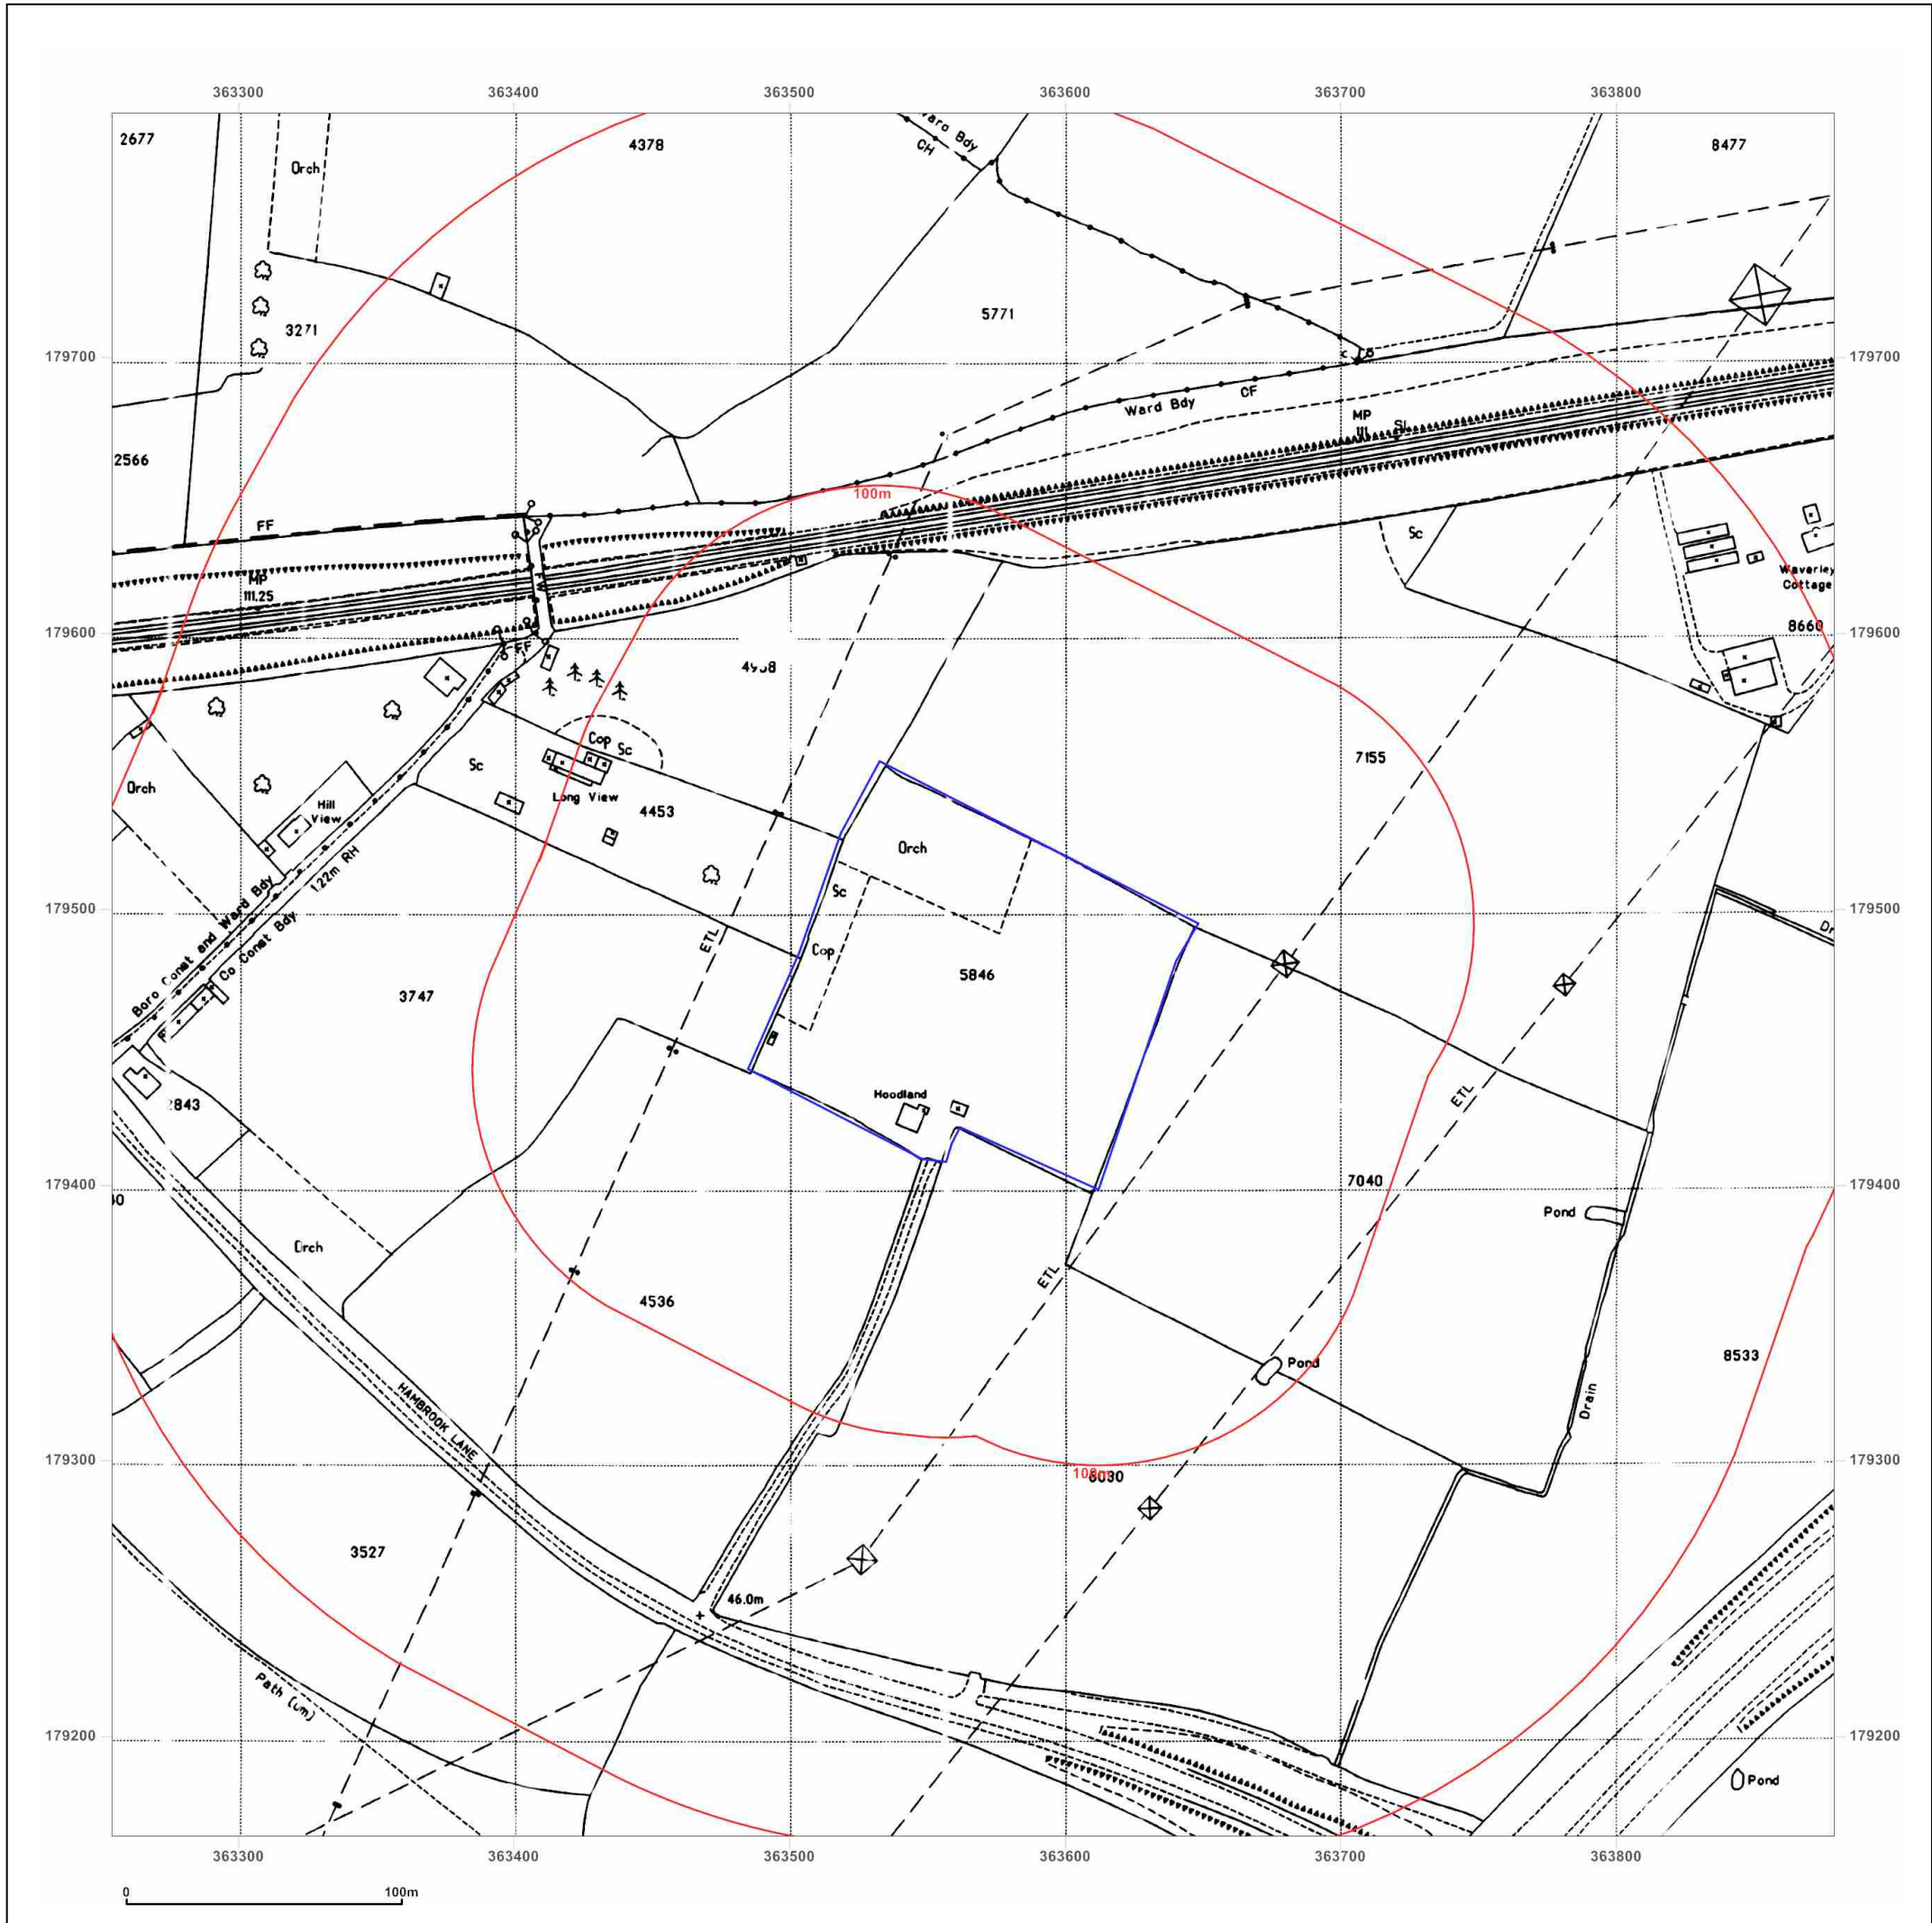 363300 363400 363500 363600 363700 363800
2677
4378
8477
Ward Bdy
CH
Orch
3271
5771
179700
179700
Ward Bdy
CF
MP
111
SL
2566
100m
FF
Sc
MP
111.25
Waverley
Cottage
179600
179600
8660
FF
Cop
Sc
7155
Sc
Orch
Long View
4453
Hill
View
Orch
1.22m RH
Sc
179500
179500
Boro Const and Ward Bdy
Co Const Bdy
ETL
Cop
5846
3747
ETL
Hoodland
2843
179400
179400
7040
Pond
ETL
4536
Pond
8533
HAMBROOK LANE
Drain
179300
179300
100m
3527
46.0m
Path (um)
179200
179200
Pond
363300 363400 363500 363600 363700 363800
0 100m